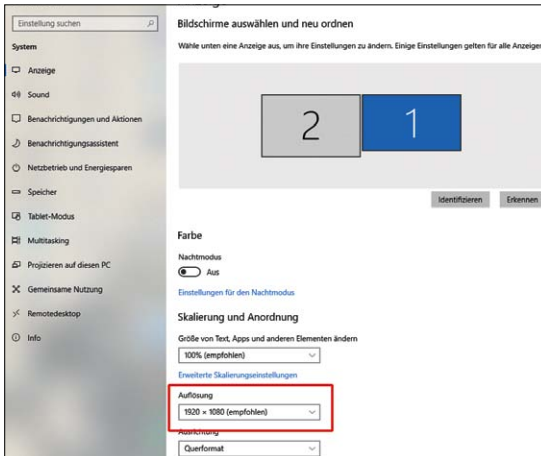 Einstellung suchen
System
Anzeige
Sound
Benachrichtigungen und Aktionen
Benachrichtigungsassistent
Netzbetrieb und Energiesparen
Speicher
Tablet-Modus
Multitasking
Projizieren auf diesen PC
Gemeinsame Nutzung
Remotedesktop
Info
Bildschirme auswählen und neu ordnen
Wähle unten eine Anzeige aus, um ihre Einstellungen zu ändern. Einige Einstellungen gelten für alle Anzeigen
2 1
Identifizieren Erkennen
Farbe
Nachtmodus
Aus
Einstellungen für den Nachtmodus
Skalierung und Anordnung
Größe von Text, Apps und anderen Elementen ändern
100% (empfohlen)
Erweiterte Skalierungseinstellungen
Auflösung
1920 × 1080 (empfohlen)
Ausrichtung
Querformat